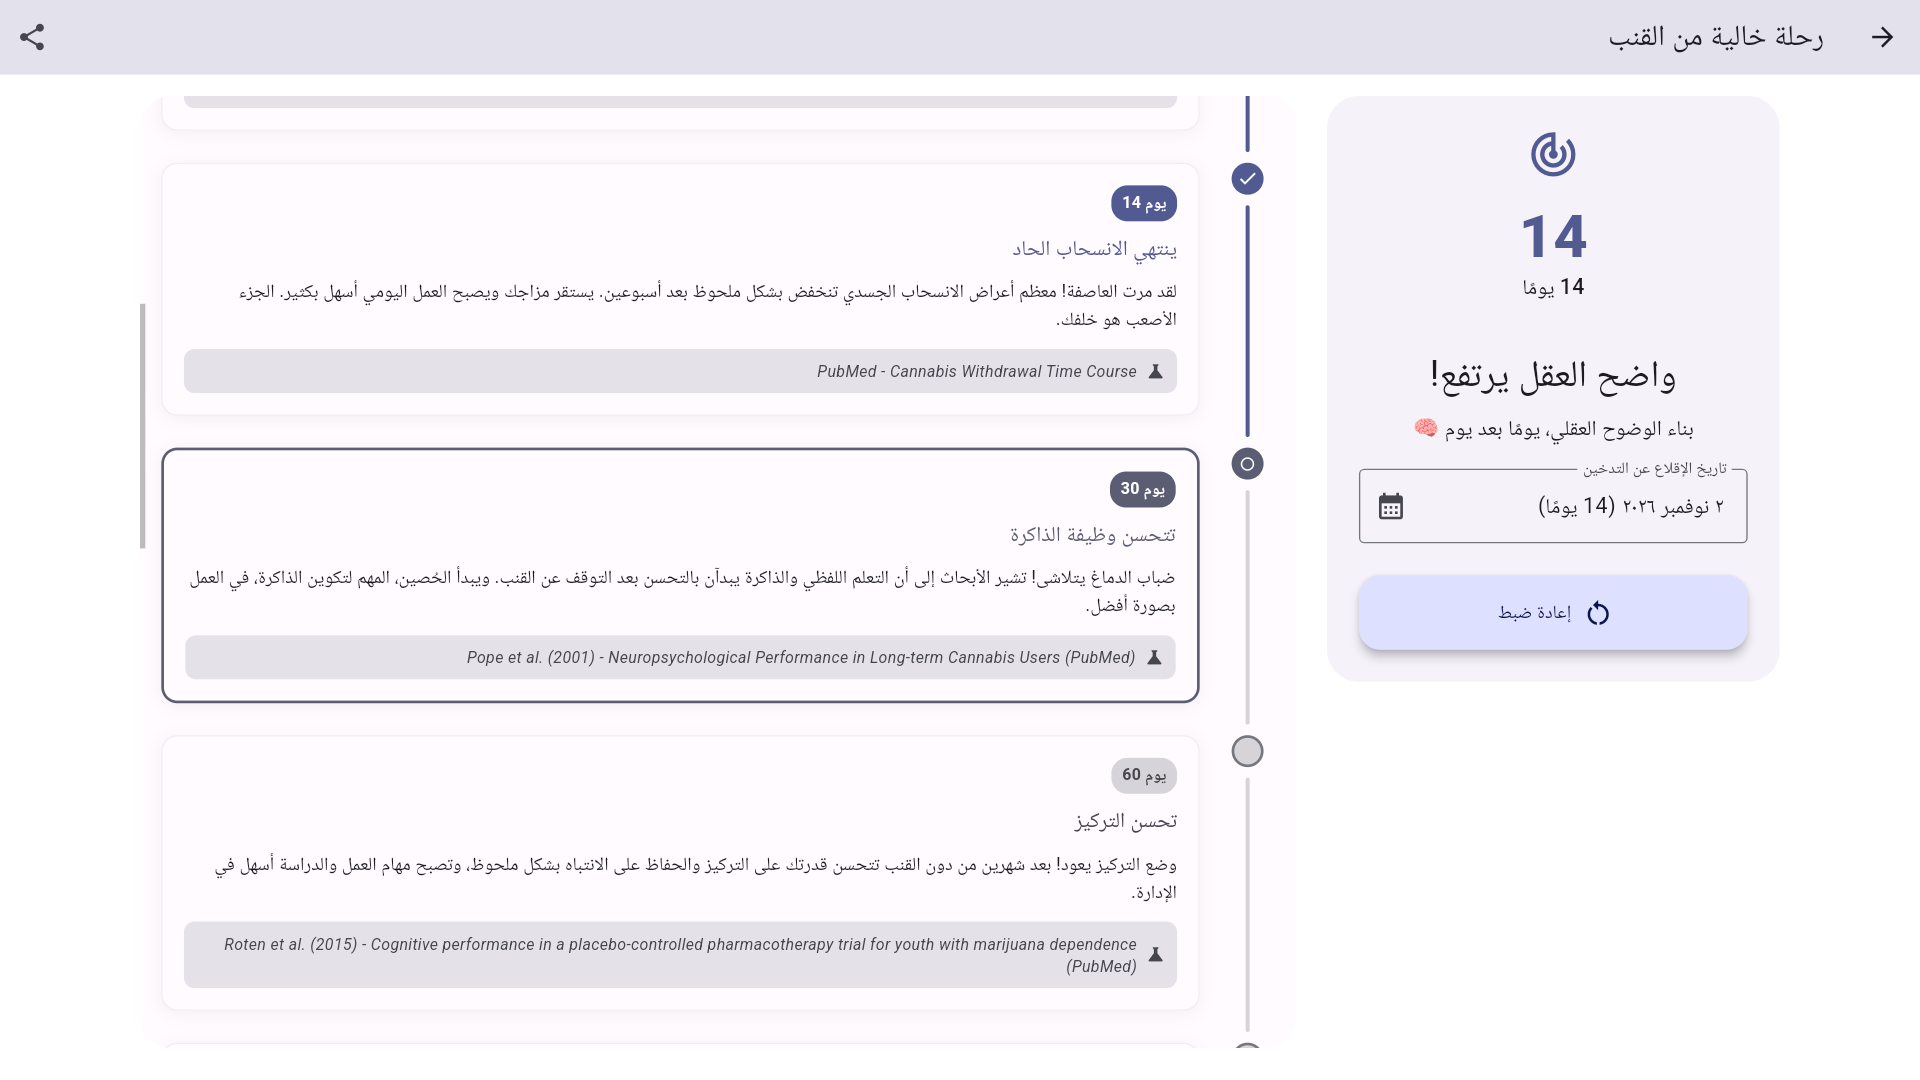 رحلة خالية من القنب
14
14 يومًا
واضح العقل يرتفع!
بناء الوضوح العقلي، يومًا بعد يوم 🧠
تاريخ الإقلاع عن التدخين
٢ نوفمبر ٢٠٢٦ (14 يومًا)
إعادة ضبط
يوم 14
ينتهي الانسحاب الحاد
لقد مرت العاصفة! معظم أعراض الانسحاب الجسدي تنخفض بشكل ملحوظ بعد أسبوعين. يستقر مزاجك ويصبح العمل اليومي أسهل بكثير. الجزء
الأصعب هو خلفك.
PubMed - Cannabis Withdrawal Time Course
يوم 30
تتحسن وظيفة الذاكرة
ضباب الدماغ يتلاشى! تشير الأبحاث إلى أن التعلم اللفظي والذاكرة يبدآن بالتحسن بعد التوقف عن القنب. ويبدأ الحُصين، المهم لتكوين الذاكرة، في العمل
بصورة أفضل.
Pope et al. (2001) - Neuropsychological Performance in Long-term Cannabis Users (PubMed)
يوم 60
تحسن التركيز
وضع التركيز يعود! بعد شهرين من دون القنب تتحسن قدرتك على التركيز والحفاظ على الانتباه بشكل ملحوظ، وتصبح مهام العمل والدراسة أسهل في
الإدارة.
Roten et al. (2015) - Cognitive performance in a placebo-controlled pharmacotherapy trial for youth with marijuana dependence
(PubMed)